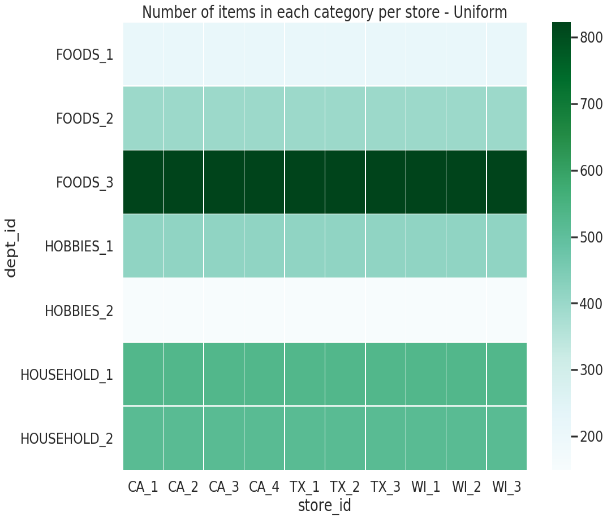 Number of items in each category per store - Uniform
FOODS_1
FOODS_2
FOODS_3
HOBBIES_1
HOBBIES_2
HOUSEHOLD_1
HOUSEHOLD_2
dept_id
CA_1 CA_2 CA_3 CA_4 TX_1 TX_2 TX_3 WI_1 WI_2 WI_3
store_id
800
700
600
500
400
300
200